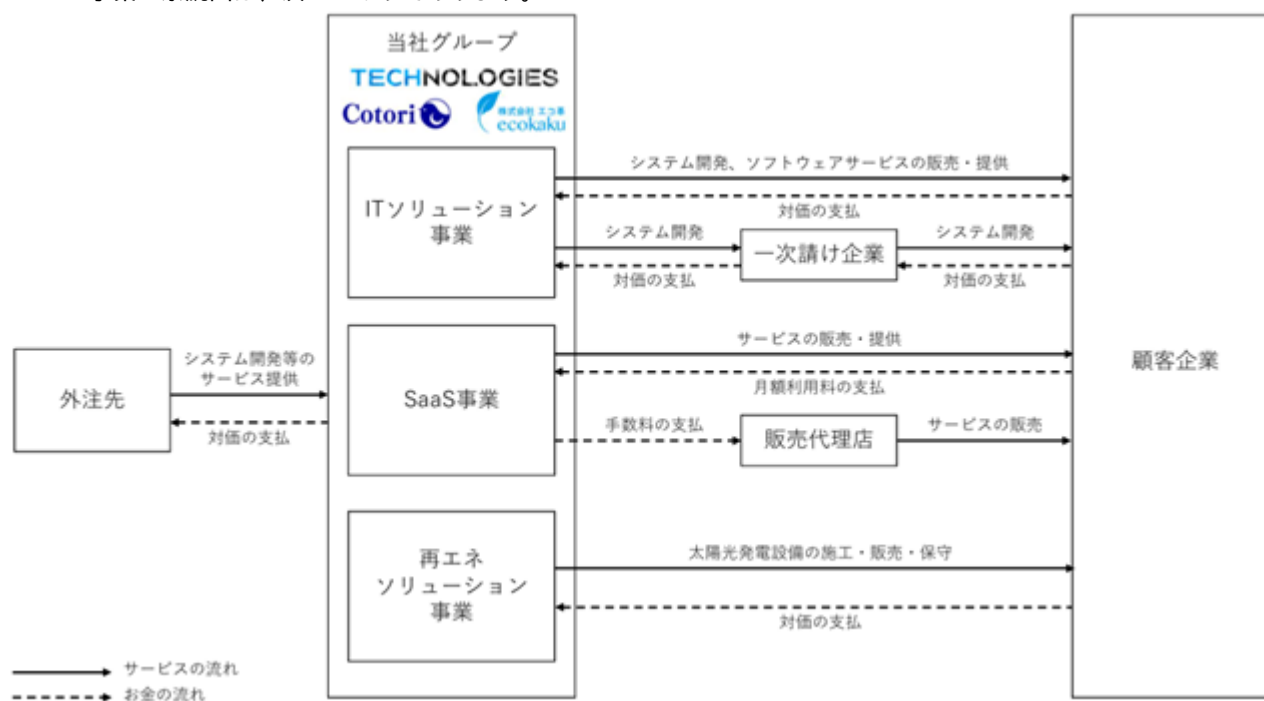 当社グループ
TECHNOLOGIES
Cotori
株式会社 エコ革
ecokaku
ITソリューション
事業
システム開発、ソフトウェアサービスの販売・提供
対価の支払
システム開発
対価の支払
一次請け企業
システム開発
対価の支払
外注先
システム開発等の
サービス提供
対価の支払
SaaS事業
サービスの販売・提供
月額利用料の支払
手数料の支払
販売代理店
サービスの販売
顧客企業
再エネ
ソリューション
事業
太陽光発電設備の施工・販売・保守
対価の支払
サービスの流れ
お金の流れ